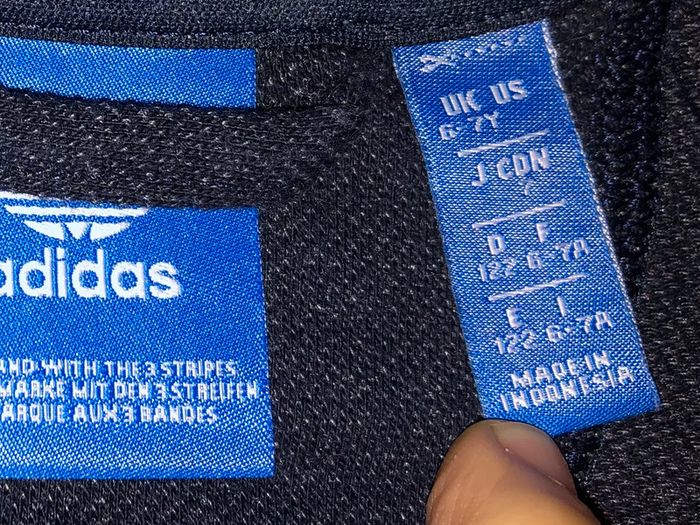 adidas
AND WITH THE 3 STRIPES
MARKE MIT DEN 3 STREIFEN
ARQUE AUX 3 BANDES
UK US
6-7Y
J CDN
D F
122 6-7A
E I
122 6-7A
MADE IN
INDONESIA